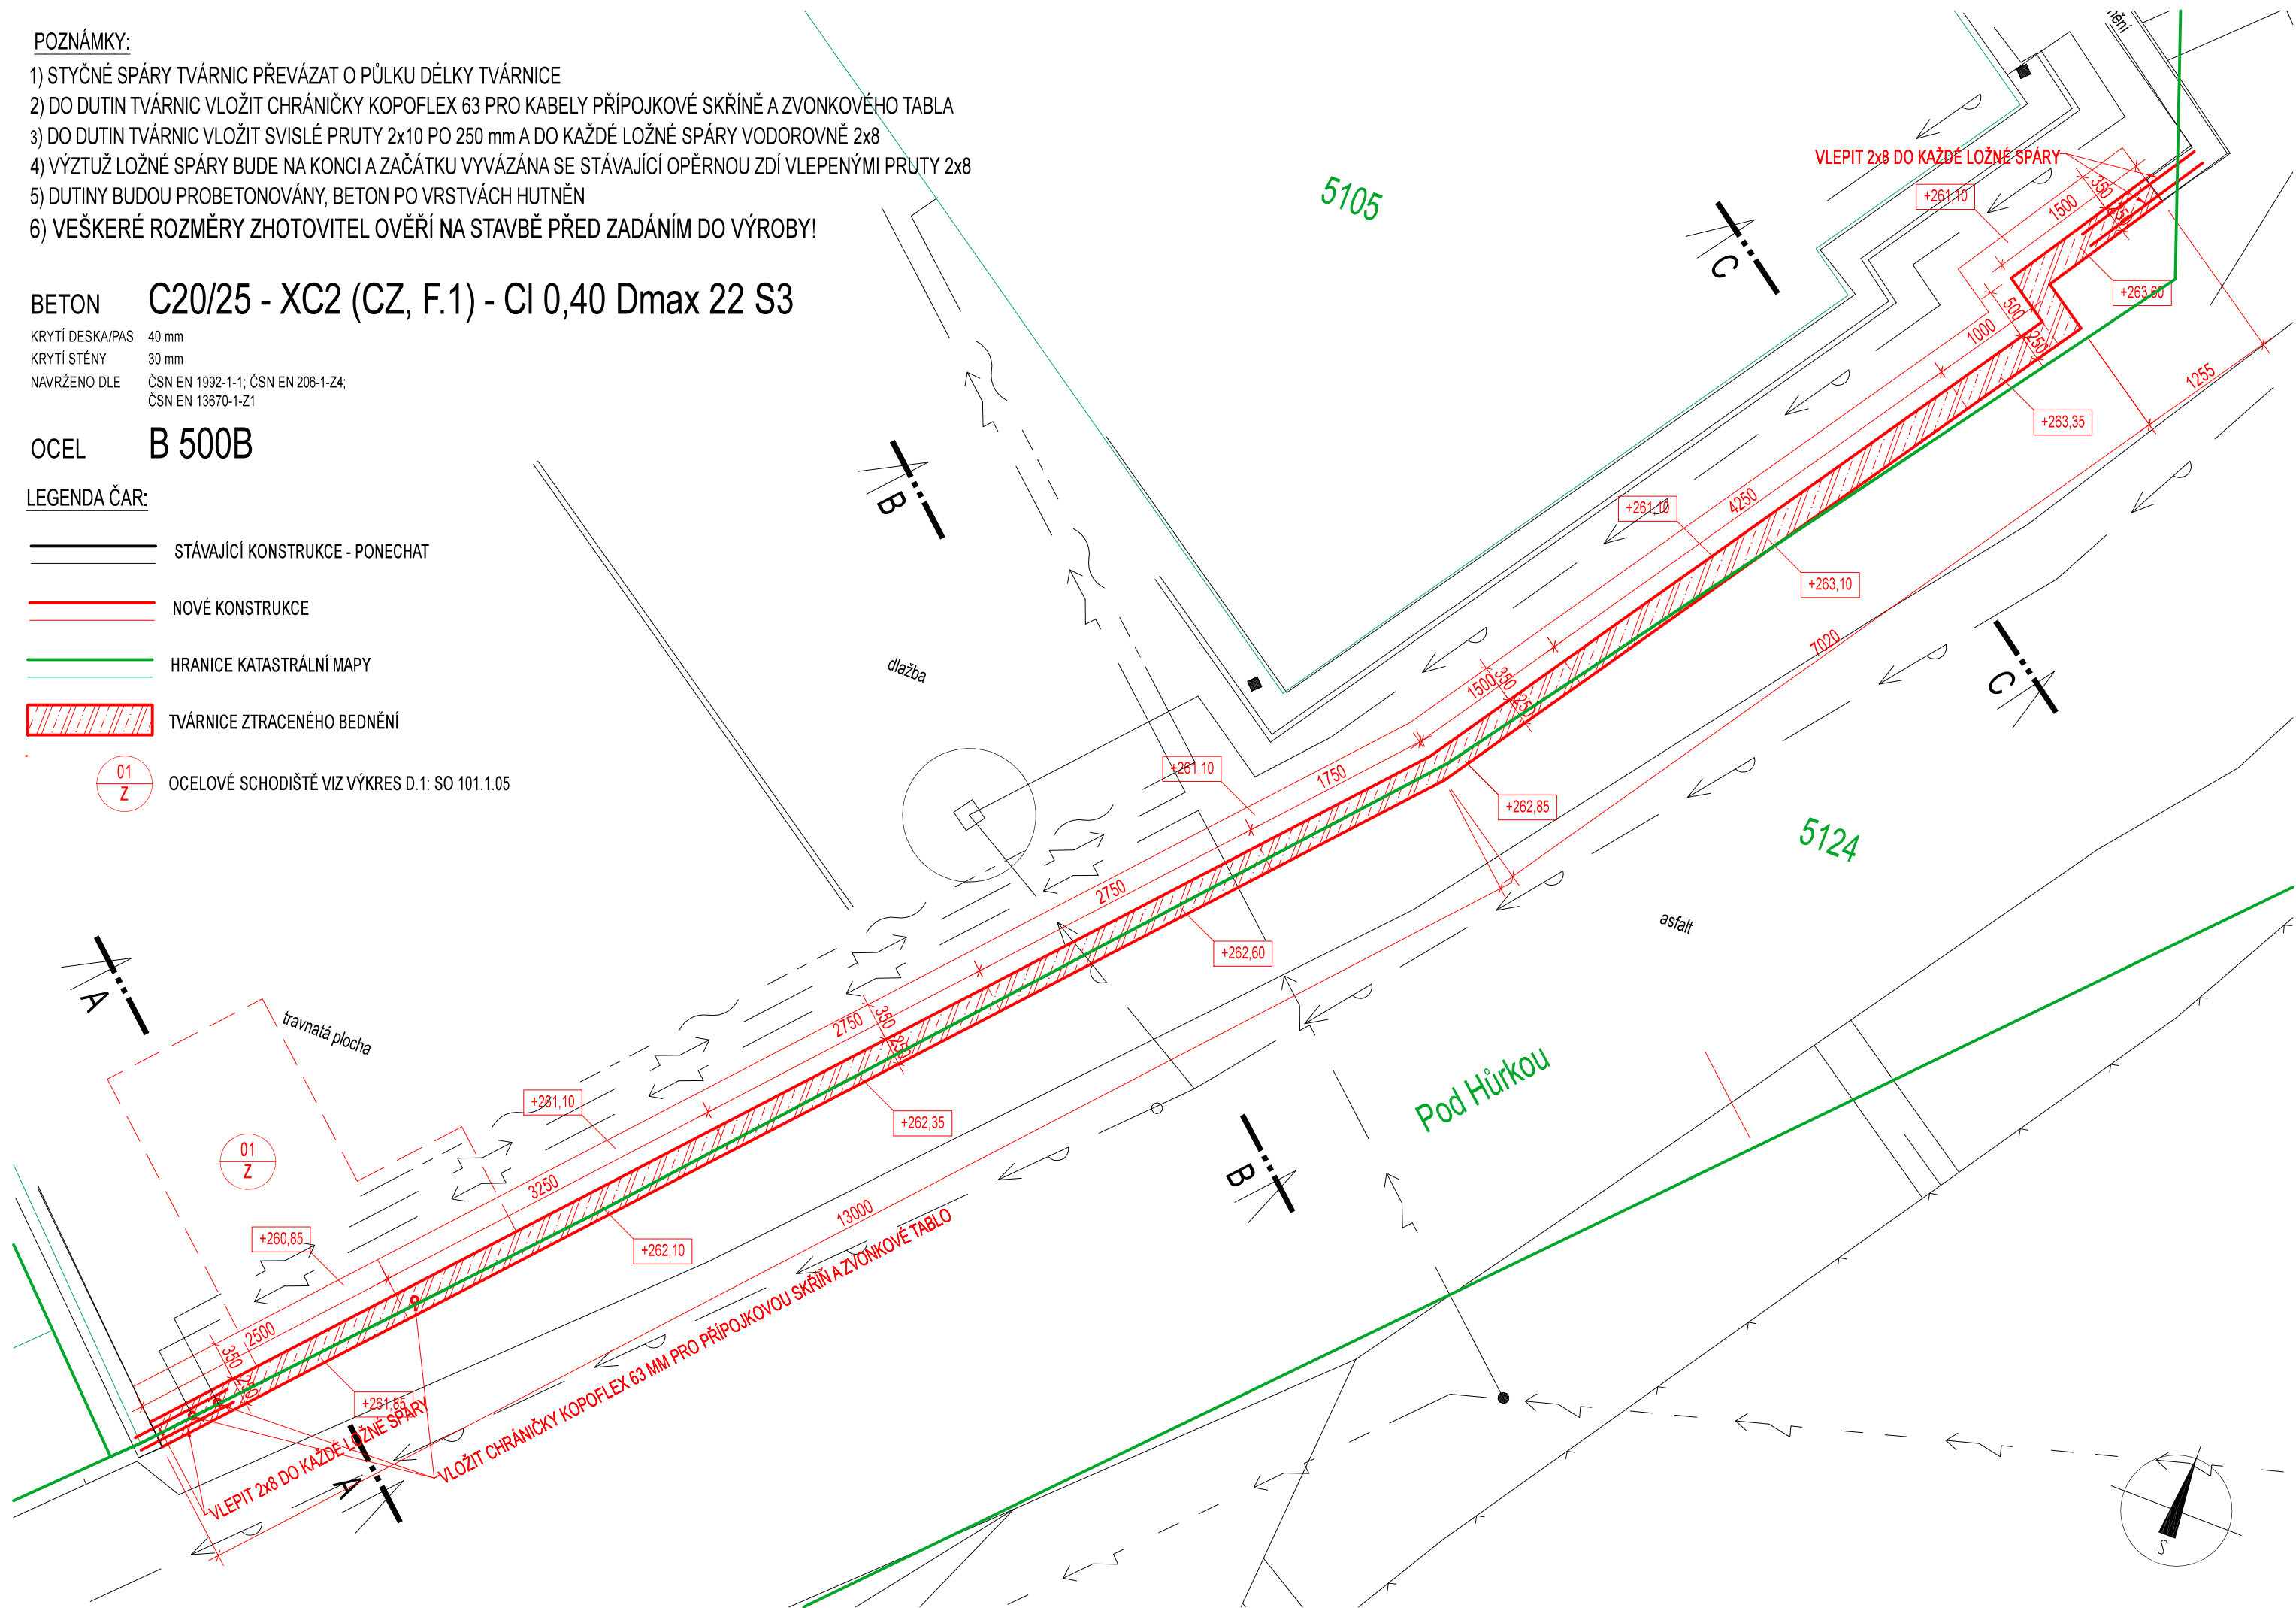 POZNÁMKY:
1) STYČNÉ SPÁRY TVÁRNIC PŘEVÁZAT O PŮLKU DÉLKY TVÁRNICE
2) DO DUTIN TVÁRNIC VLOŽIT CHRÁNIČKY KOPOFLEX 63 PRO KABELY PŘÍPOJKOVÉ SKŘÍNĚ A ZVONKOVÉHO TABLA
3) DO DUTIN TVÁRNIC VLOŽIT SVISLÉ PRUTY 2x10 PO 250 mm A DO KAŽDÉ LOŽNÉ SPÁRY VODOROVNĚ 2x8
4) VÝZTUŽ LOŽNÉ SPÁRY BUDE NA KONCI A ZAČÁTKU VYVÁZÁNA SE STÁVAJÍCÍ OPĚRNOU ZDÍ VLEPENÝMI PRUTY 2x8
5) DUTINY BUDOU PROBETONOVÁNY, BETON PO VRSTVÁCH HUTNĚN
6) VEŠKERÉ ROZMĚRY ZHOTOVITEL OVĚŘÍ NA STAVBĚ PŘED ZADÁNÍM DO VÝROBY!
BETON C20/25 - XC2 (CZ, F.1) - Cl 0,40 Dmax 22 S3
KRYTÍ DESKA/PAS 40 mm
KRYTÍ STĚNY 30 mm
NAVRŽENO DLE ČSN EN 1992-1-1; ČSN EN 206-1-Z4;
ČSN EN 13670-1-Z1
OCEL B 500B
LEGENDA ČAR:
STÁVAJÍCÍ KONSTRUKCE - PONECHAT
NOVÉ KONSTRUKCE
HRANICE KATASTRÁLNÍ MAPY
TVÁRNICE ZTRACENÉHO BEDNĚNÍ
01
Z
OCELOVÉ SCHODIŠTĚ VIZ VÝKRES D.1: SO 101.1.05
5105
VLEPIT 2x8 DO KAŽDÉ LOŽNÉ SPÁRY
+261,10
350
250
1500
+263,60
C
500
250
1000
1255
+263,35
B
+261,10
4250
+263,10
7020
C
dlažba
1500
350
250
+261,10
1750
+262,85
5124
2750
asfalt
+262,60
A
travnatá plocha
2750
350
250
+262,35
Pod Hůrkou
+261,10
01
Z
3250
B
13000
+260,85
+262,10
2500
350
250
+261,85
A
VLEPIT 2x8 DO KAŽDÉ LOŽNÉ SPÁRY
VLOŽIT CHRÁNIČKY KOPOFLEX 63 MM PRO PŘÍPOJKOVOU SKŘÍŇ A ZVONKOVÉ TABLO
S